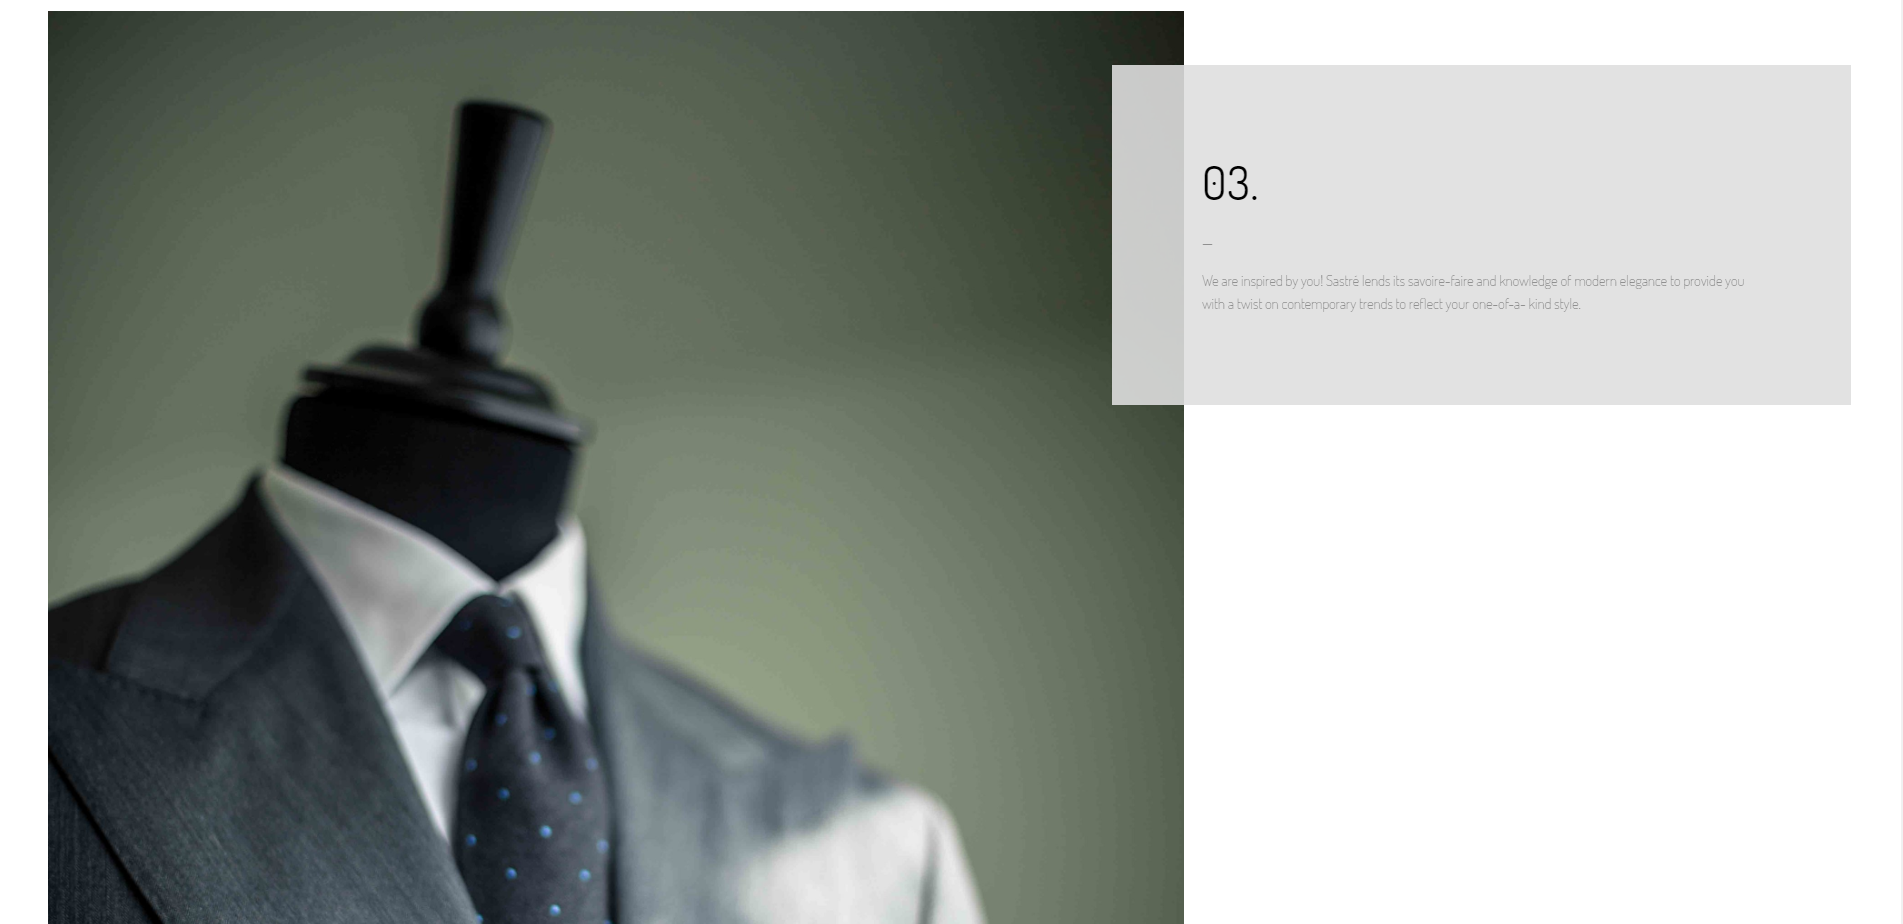 03.
—
We are inspired by you! Sastrè lends its savoire-faire and knowledge of modern elegance to provide you
with a twist on contemporary trends to reflect your one-of-a- kind style.